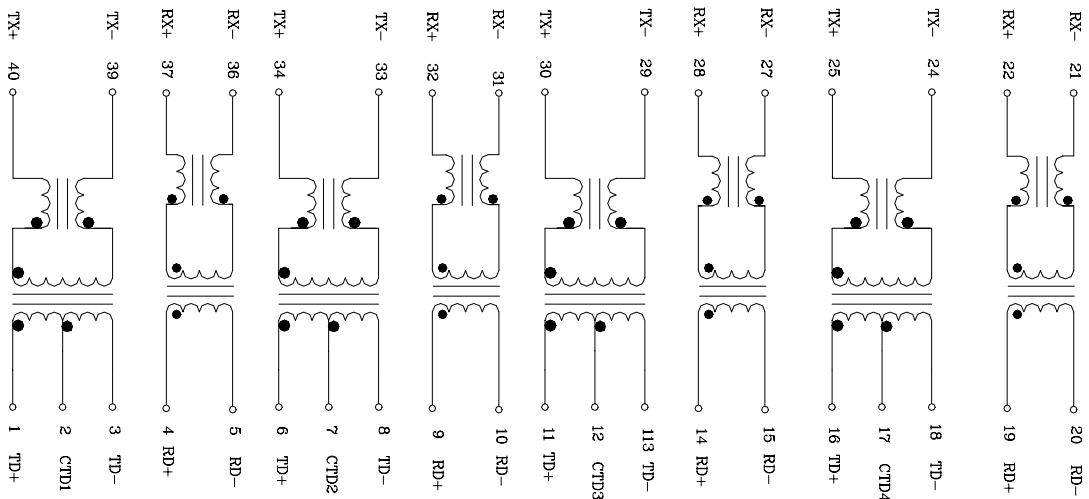 TX+ TX- RX+ RX- TX+ TX- RX+ RX- TX+ TX- RX+ RX- TX+ TX- RX+ RX-
40 39 37 36 34 33 32 31 30 29 28 27 25 24 22 21
1 2 3 4 5 6 7 8 9 10 11 12 113 14 15 16 17 18 19 20
TD+ CTD1 TD- RD+ RD- TD+ CTD2 TD- RD+ RD- TD+ CTD3 TD- RD+ RD- TD+ CTD4 TD- RD+ RD-